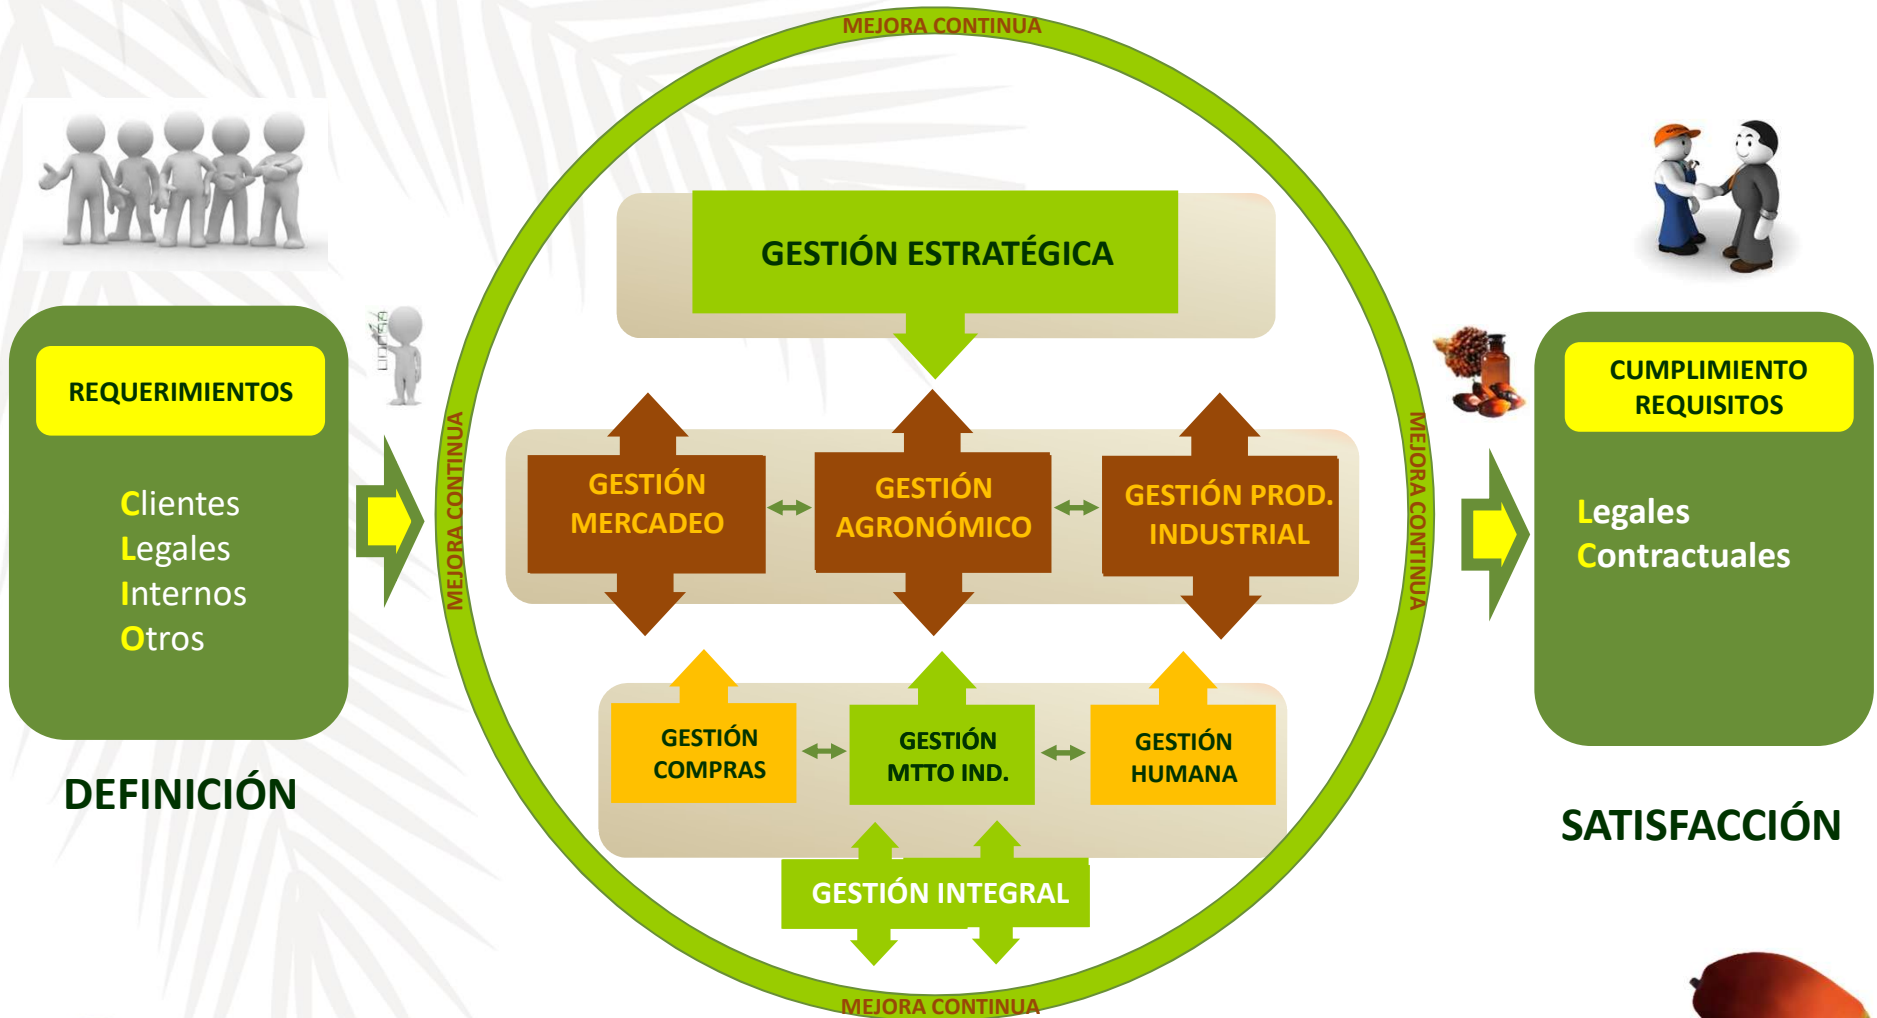 MEJORA CONTINUA
GESTIÓN ESTRATÉGICA
REQUERIMIENTOS
Clientes
Legales
Internos
Otros
DEFINICIÓN
MEJORA CONTINUA
GESTIÓN
MERCADEO
GESTIÓN
AGRONÓMICO
GESTIÓN PROD.
INDUSTRIAL
GESTIÓN
COMPRAS
GESTIÓN
MTTO IND.
GESTIÓN
HUMANA
GESTIÓN INTEGRAL
MEJORA CONTINUA
MEJORA CONTINUA
CUMPLIMIENTO
REQUISITOS
Legales
Contractuales
SATISFACCIÓN